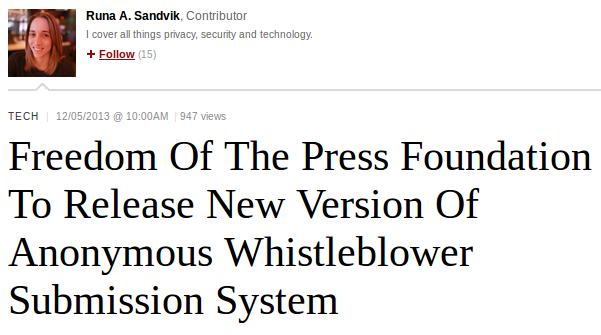 Runa A. Sandvik, Contributor
I cover all things privacy, security and technology.
+ Follow (15)
TECH | 12/05/2013 @ 10:00AM | 947 views
Freedom Of The Press Foundation
To Release New Version Of
Anonymous Whistleblower
Submission System